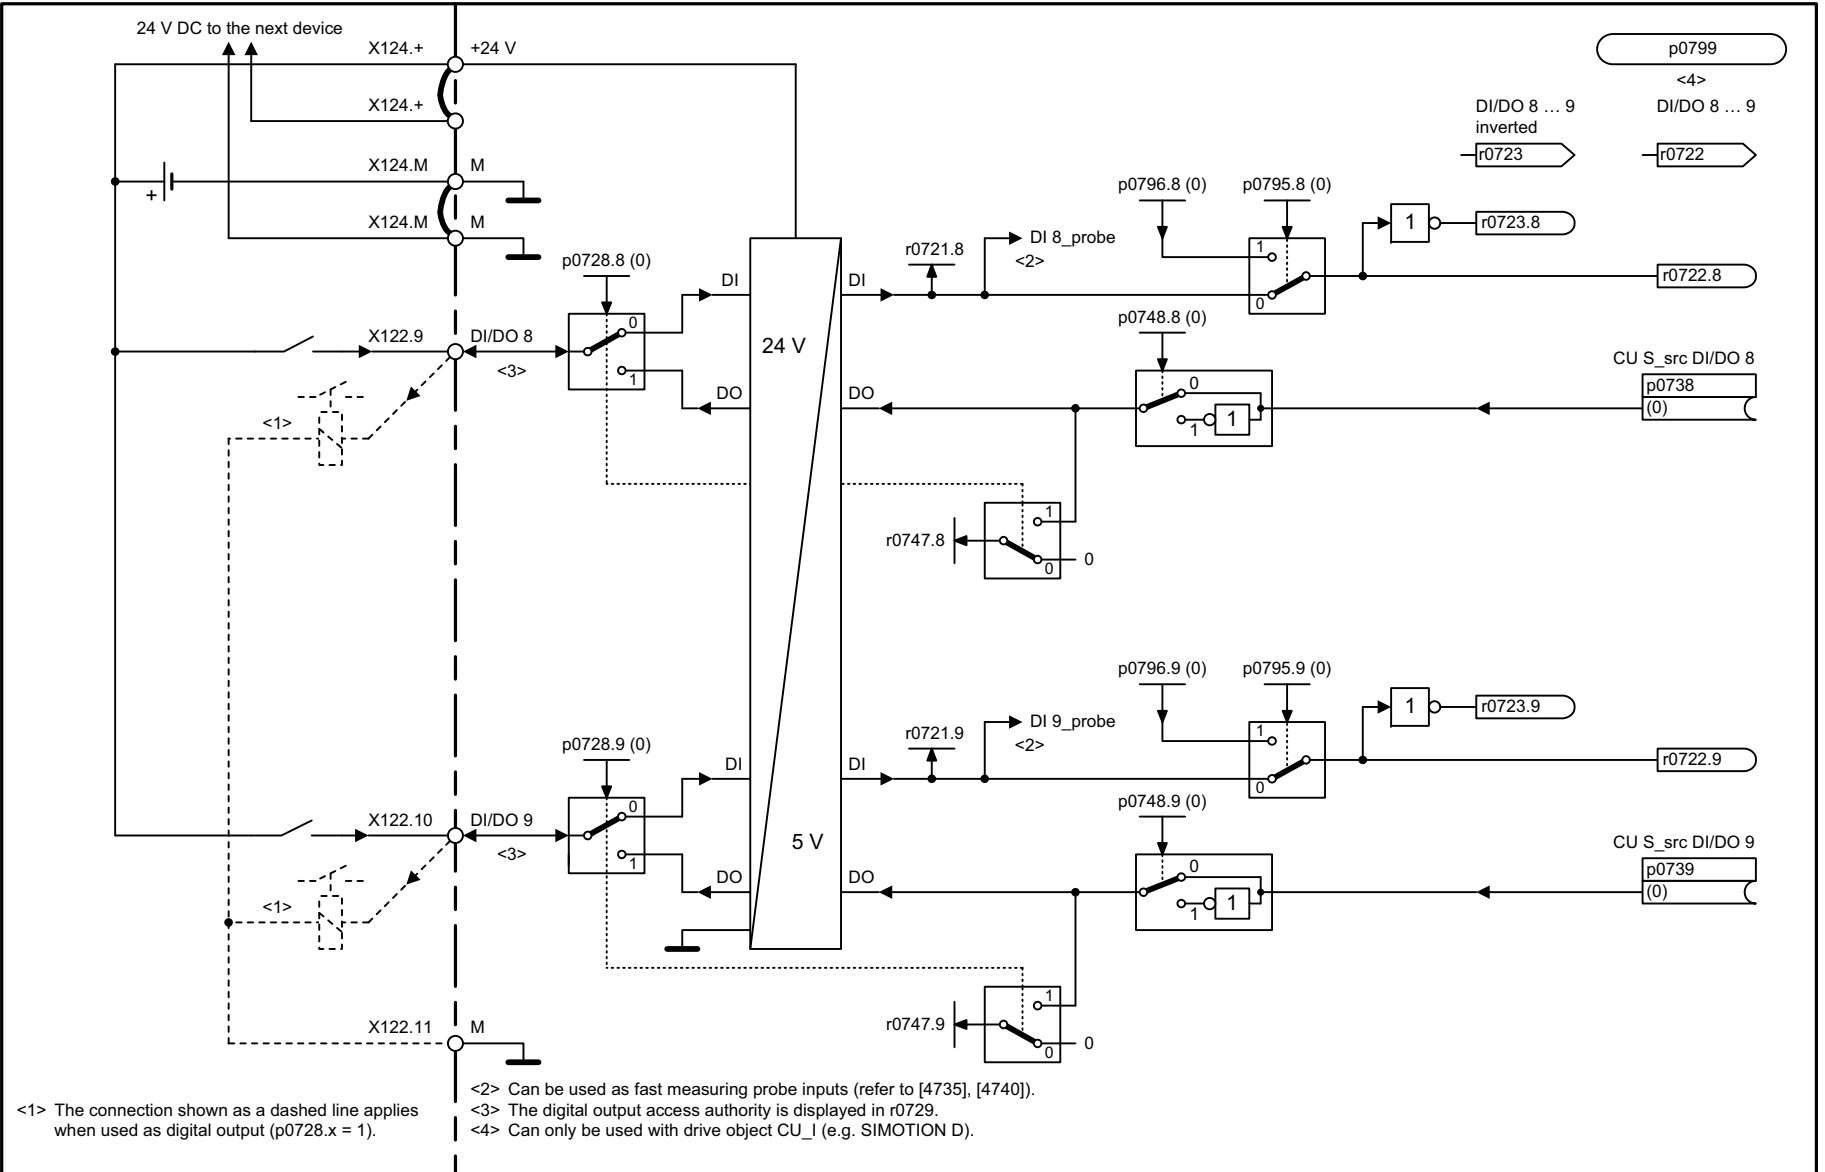 24 V DC to the next device
X124.+
+24 V
X124.+
X124.M
M
+
X124.M
M
p0799
<4>
DI/DO 8 … 9
inverted
DI/DO 8 … 9
r0723
r0722
p0796.8 (0)
p0795.8 (0)
1
r0723.8
DI 8_probe
<2>
r0721.8
1
0
r0722.8
p0728.8 (0)
DI
DI
0
1
X122.9
DI/DO 8
<3>
24 V
p0748.8 (0)
CU S_src DI/DO 8
p0738
(0)
DO
DO
0
1
1
<1>
r0747.8
1
0
0
p0796.9 (0)
p0795.9 (0)
1
r0723.9
DI 9_probe
<2>
r0721.9
1
0
r0722.9
p0728.9 (0)
DI
DI
0
1
X122.10
DI/DO 9
<3>
5 V
p0748.9 (0)
CU S_src DI/DO 9
p0739
(0)
DO
DO
0
1
1
<1>
r0747.9
1
0
0
X122.11
M
<1> The connection shown as a dashed line applies
when used as digital output (p0728.x = 1).
<2> Can be used as fast measuring probe inputs (refer to [4735], [4740]).
<3> The digital output access authority is displayed in r0729.
<4> Can only be used with drive object CU_I (e.g. SIMOTION D).